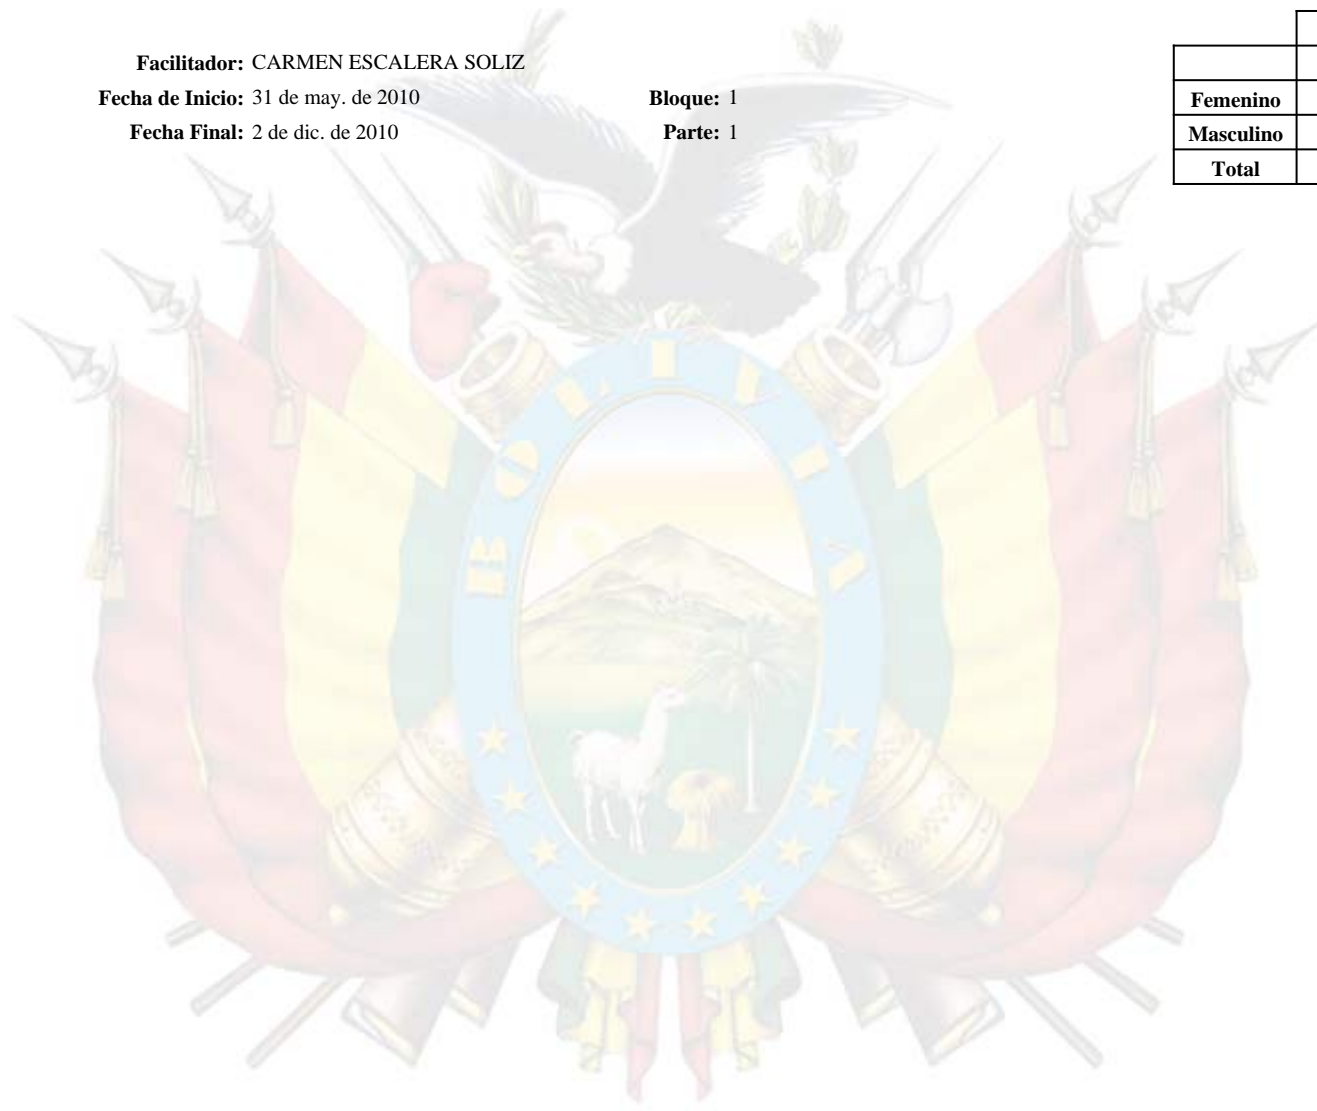 Facilitador: CARMEN ESCALERA SOLIZ
Fecha de Inicio: 31 de may. de 2010 Bloque: 1
Fecha Final: 2 de dic. de 2010 Parte: 1
Femenino
Masculino
Total
BOLIVIA